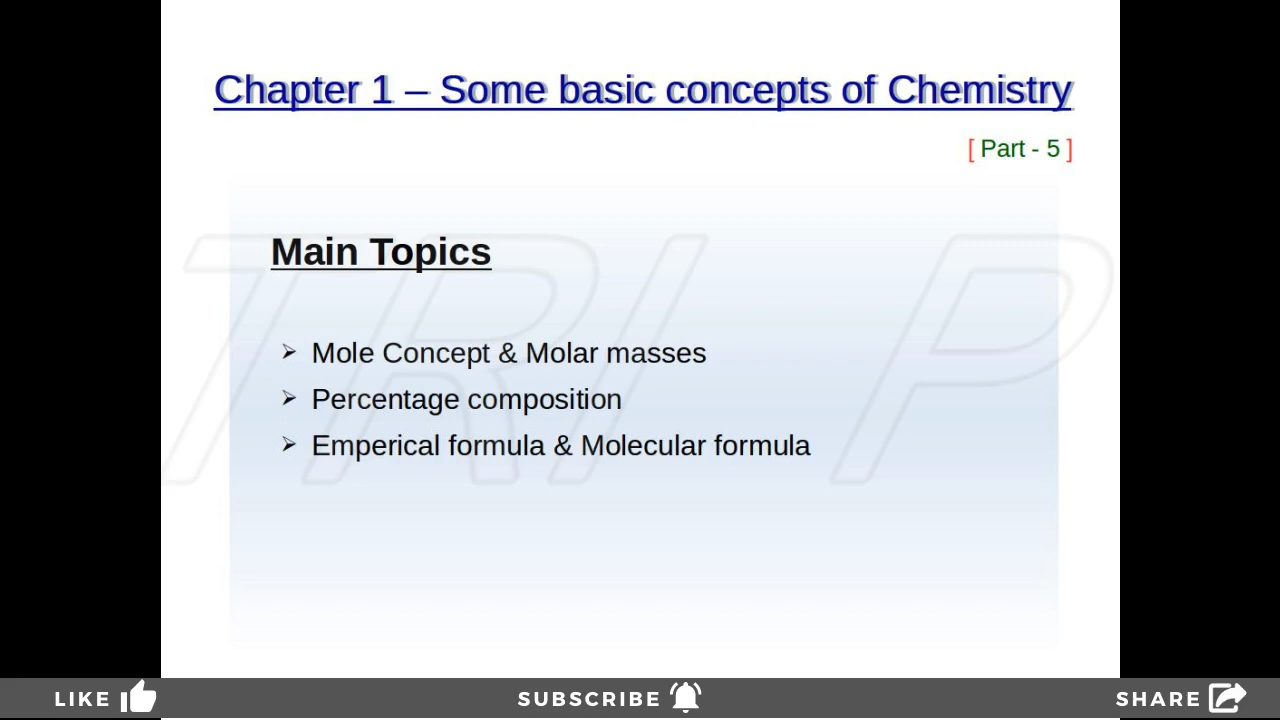 Chapter 1 – Some basic concepts of Chemistry
[ Part - 5 ]
TRI P
Main Topics
➢ Mole Concept & Molar masses
➢ Percentage composition
➢ Emperical formula & Molecular formula
LIKE SUBSCRIBE SHARE